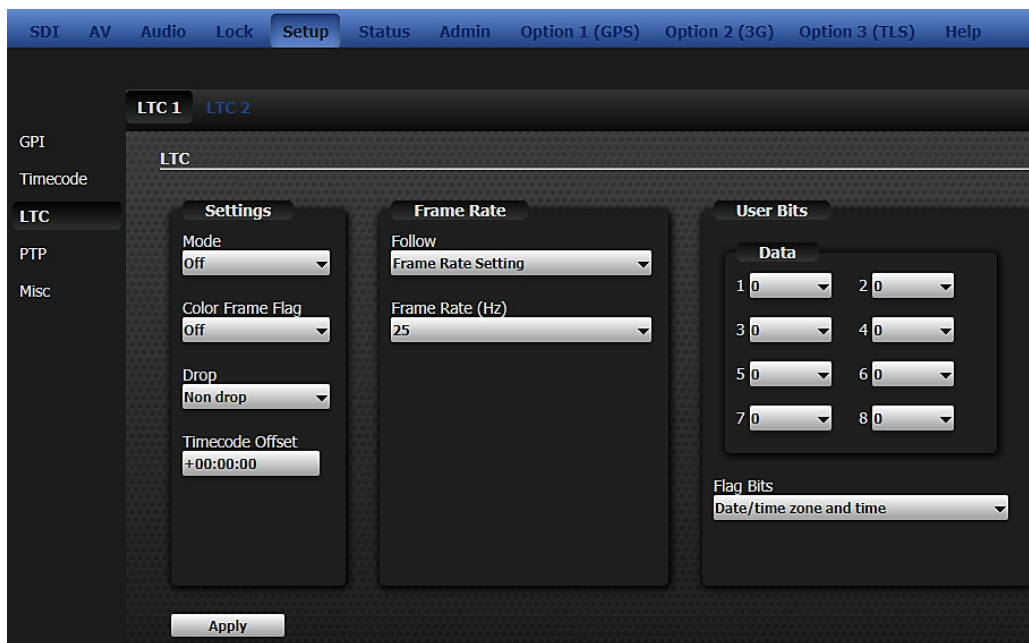 SDI AV Audio Lock Setup Status Admin Option 1 (GPS) Option 2 (3G) Option 3 (TLS) Help
LTC 1 LTC 2
GPI
Timecode
LTC
PTP
Misc
LTC
Settings
Mode
Off
Color Frame Flag
Off
Drop
Non drop
Timecode Offset
+00:00:00
Frame Rate
Follow
Frame Rate Setting
Frame Rate (Hz)
25
User Bits
Data
1 0 2 0
3 0 4 0
5 0 6 0
7 0 8 0
Flag Bits
Date/time zone and time
Apply